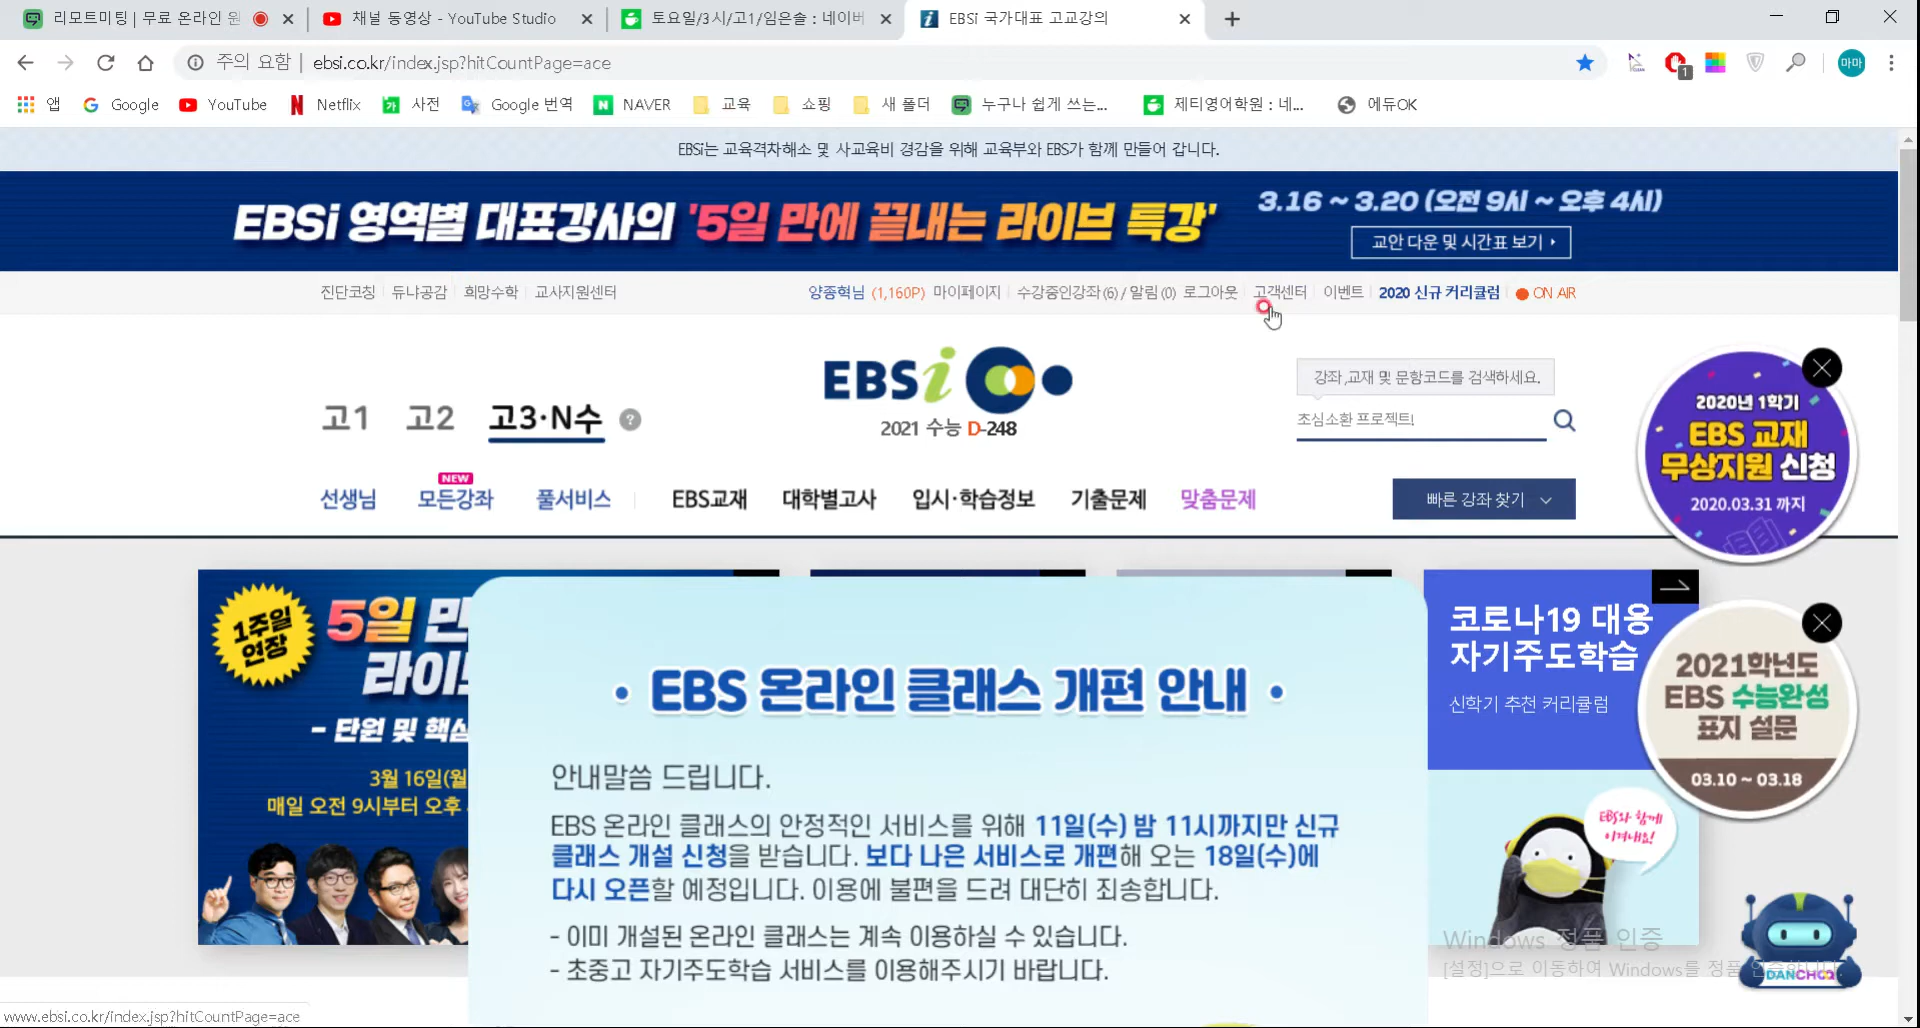 리모트미팅 | 무료 온라인 원
채널 동영상 - YouTube Studio
토요일/3시/고1/임은솔 : 네이버
EBSi 국가대표 고교강의
주의 요함
ebsi.co.kr/index.jsp?hitCountPage=ace
1
마마
앱
Google
YouTube
Netflix
사전
Google 번역
NAVER
교육
쇼핑
새 폴더
누구나 쉽게 쓰는...
제티영어학원 : 네...
에듀OK
EBSi는 교육격차해소 및 사교육비 경감을 위해 교육부와 EBS가 함께 만들어 갑니다.
EBSi 영역별 대표강사의 '5일 만에 끝내는 라이브 특강'
3.16 ~ 3.20 (오전 9시 ~ 오후 4시)
교안 다운 및 시간표 보기
진단코칭
듀냐공감
희망수학
교사지원센터
양종혁님 (1,160P)
마이페이지
수강중인강좌(6) / 알림(0)
로그아웃
고객센터
이벤트
2020 신규 커리큘럼
ON AIR
고1
고2
고3·N수
?
EBSi
2021 수능 D-248
강좌,교재 및 문항코드를 검색하세요.
초심소환 프로젝트!
NEW
선생님
모든강좌
풀서비스
EBS교재
대학별고사
입시·학습정보
기출문제
맞춤문제
빠른 강좌 찾기
2020년 1학기
EBS 교재
무상지원 신청
2020.03.31 까지
1주일
연장
5일 만
라이브
- 단원 및 핵심
3월 16일(월
매일 오전 9시부터 오후
• EBS 온라인 클래스 개편 안내 •
안내말씀 드립니다.
EBS 온라인 클래스의 안정적인 서비스를 위해 11일(수) 밤 11시까지만 신규
클래스 개설 신청을 받습니다. 보다 나은 서비스로 개편해 오는 18일(수)에
다시 오픈할 예정입니다. 이용에 불편을 드려 대단히 죄송합니다.
- 이미 개설된 온라인 클래스는 계속 이용하실 수 있습니다.
- 초중고 자기주도학습 서비스를 이용해주시기 바랍니다.
코로나19 대응
자기주도학습
신학기 추천 커리큘럼
2021학년도
EBS 수능완성
표지 설문
03.10 ~ 03.18
EBS와 함께
이겨내요!
Windows 정품 인증
[설정]으로 이동하여 Windows를 정품 인증합니다.
DANCHOO
www.ebsi.co.kr/index.jsp?hitCountPage=ace